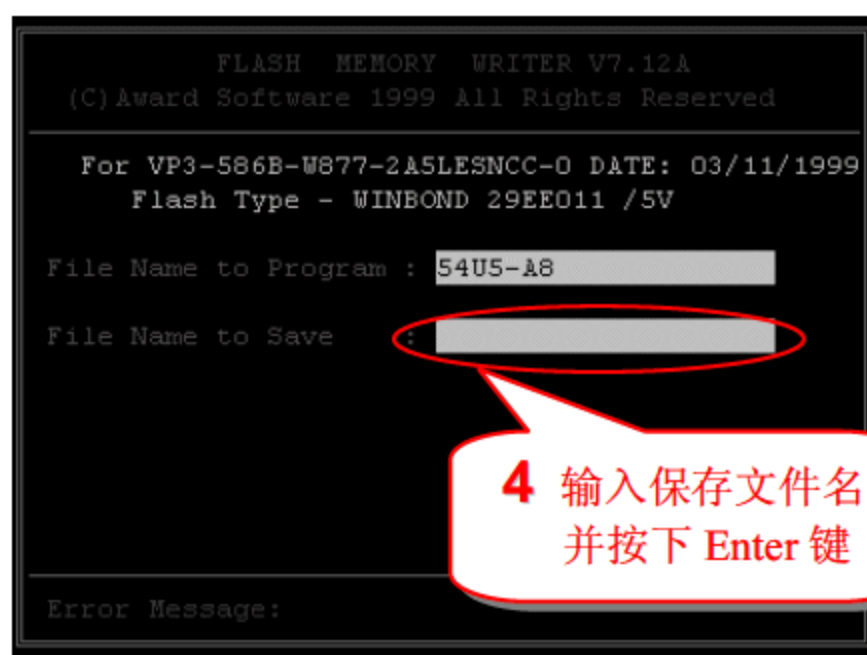 FLASH MEMORY WRITER V7.12A
(C)Award Software 1999 All Rights Reserved
For VP3-586B-W877-2A5LESNCC-0 DATE: 03/11/1999
Flash Type - WINBOND 29EE011 /5V
File Name to Program : 54U5-A8
File Name to Save :
4 输入保存文件名
并按下 Enter 键
Error Message: